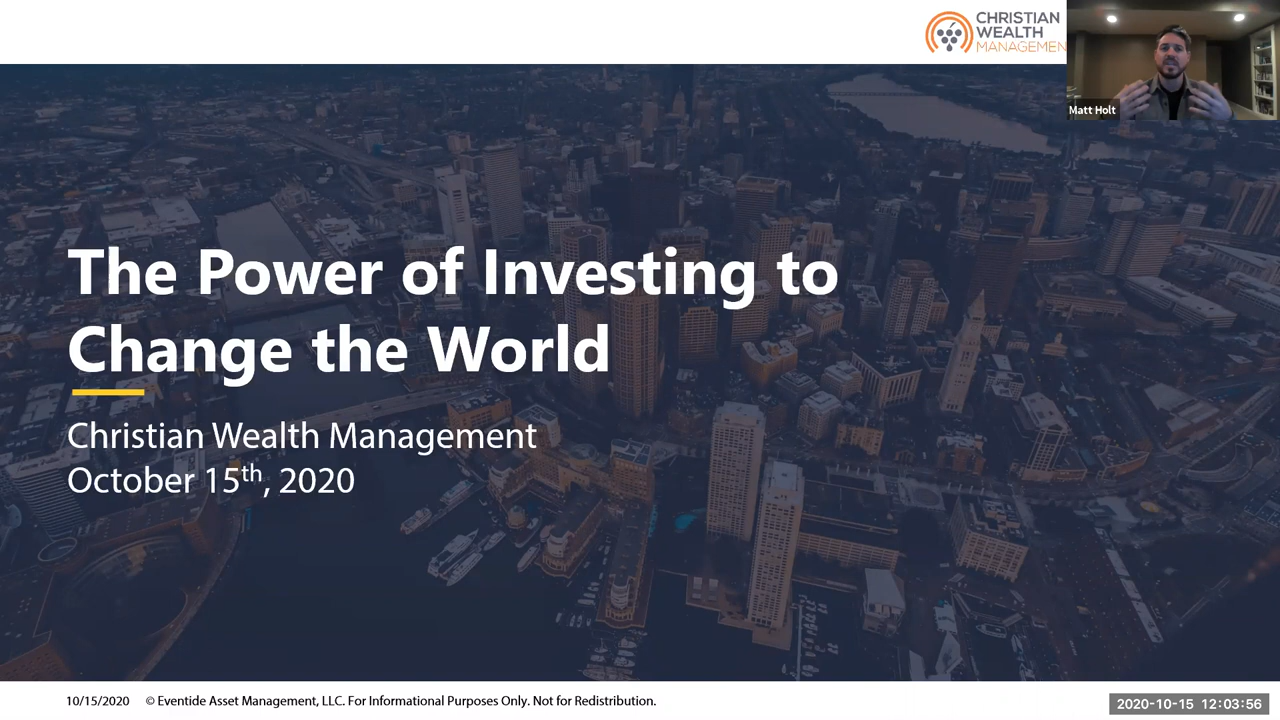 CHRISTIAN
WEALTH
MANAGEMEN
Matt Holt
The Power of Investing to
Change the World
Christian Wealth Management
October 15th, 2020
10/15/2020 © Eventide Asset Management, LLC. For Informational Purposes Only. Not for Redistribution.
2020-10-15 12:03:56